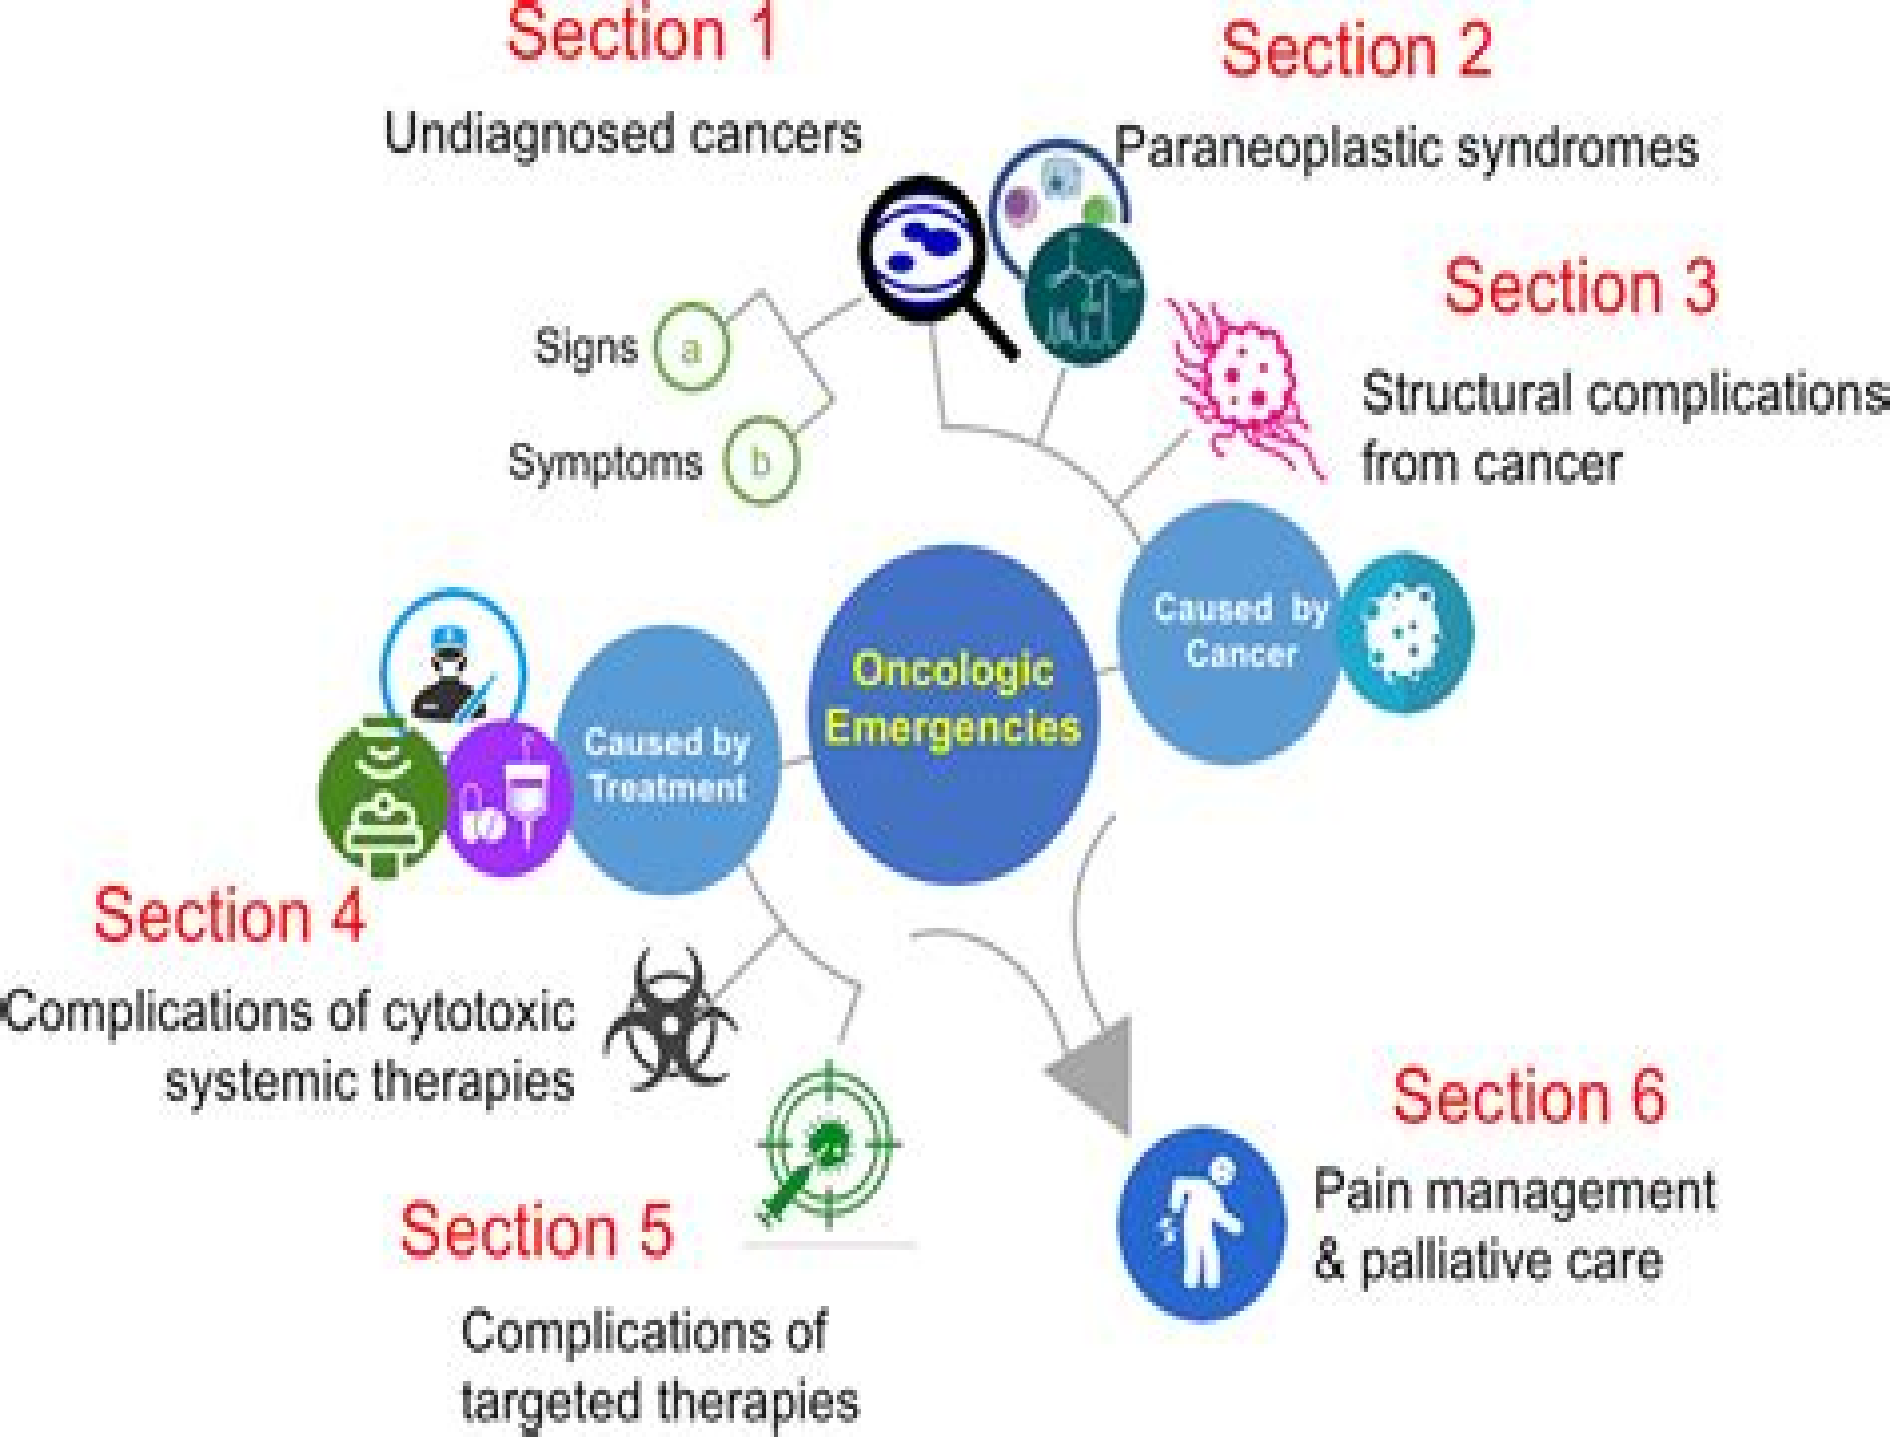 Section 1
Undiagnosed cancers
Section 2
Paraneoplastic syndromes
Section 3
Structural complications
from cancer
Signs a
Symptoms b
Caused by
Cancer
Oncologic
Emergencies
Caused by
Treatment
Section 4
Complications of cytotoxic
systemic therapies
Section 5
Complications of
targeted therapies
Section 6
Pain management
& palliative care